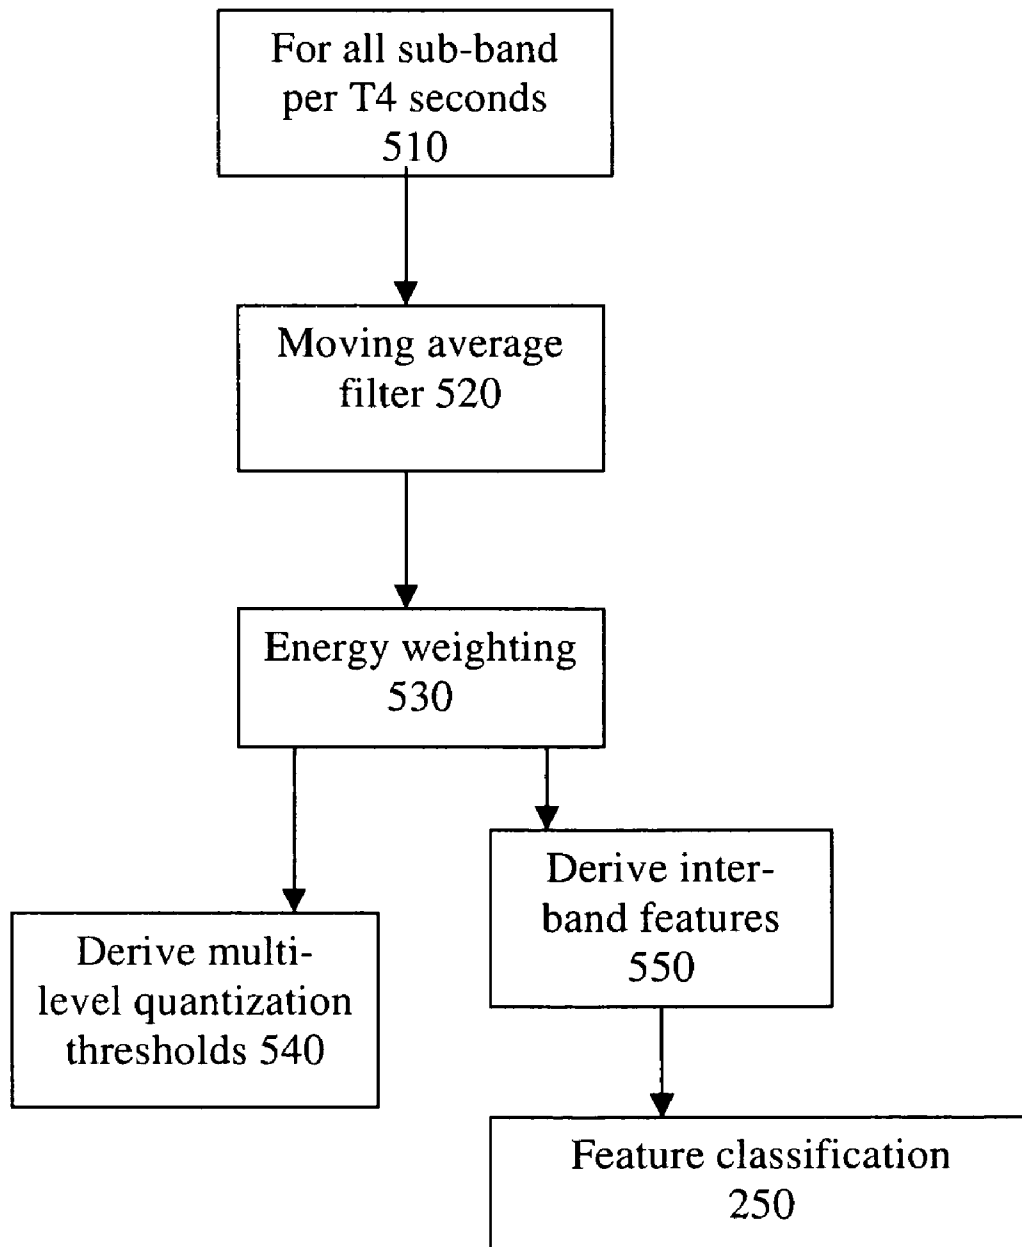 For all sub-band
per T4 seconds
510
Moving average
filter 520
Energy weighting
530
Derive inter-
band features
550
Derive multi-
level quantization
thresholds 540
Feature classification
250